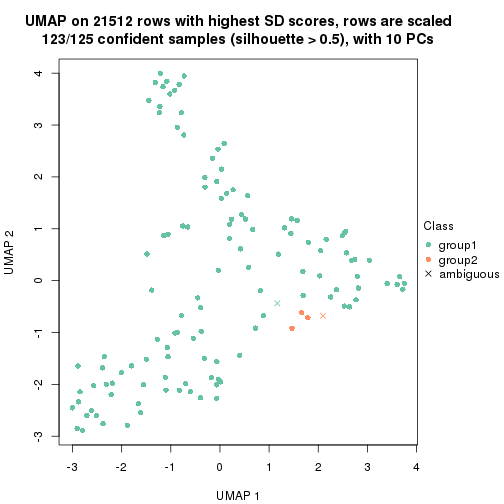 UMAP on 21512 rows with highest SD scores, rows are scaled
123/125 confident samples (silhouette > 0.5), with 10 PCs
4
3
2
1
0
-1
-2
-3
UMAP 2
-3 -2 -1 0 1 2 3 4
UMAP 1
Class
group1
group2
ambiguous